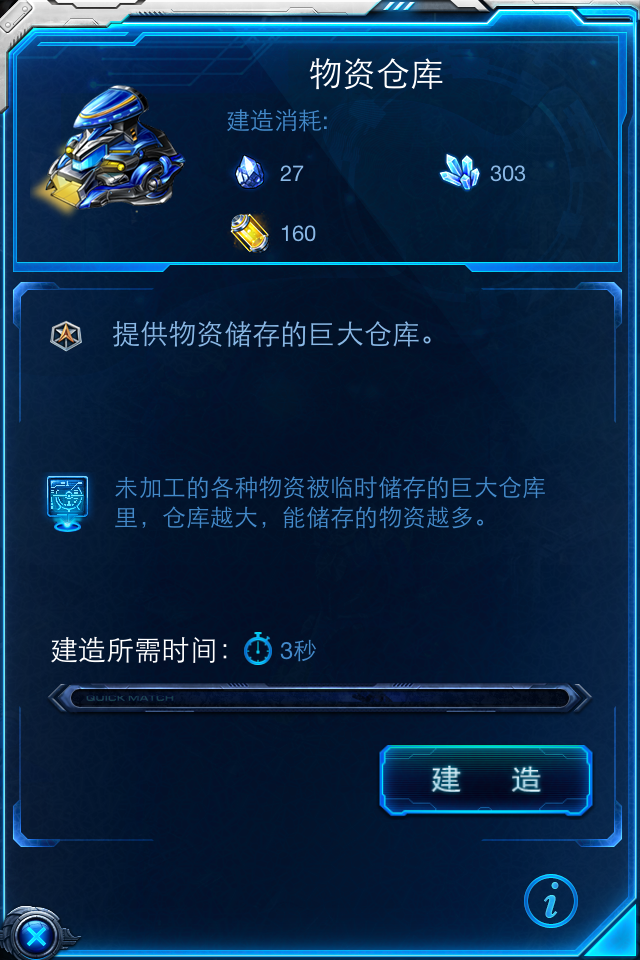 物资仓库
建造消耗:
27
303
160
提供物资储存的巨大仓库。
未加工的各种物资被临时储存的巨大仓库
里，仓库越大，能储存的物资越多。
建造所需时间：
3秒
QUICK MATCH
建 造
i